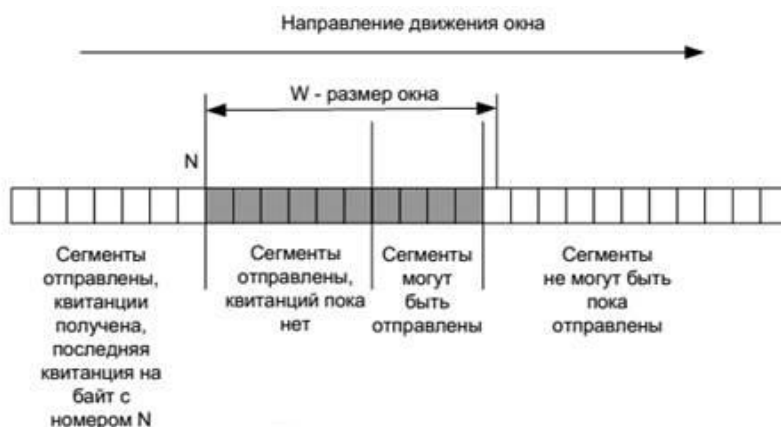 Направление движения окна
W - размер окна
N
Сегменты
отправлены,
квитанции
получена,
последняя
квитанция на
байт с
номером N
Сегменты
отправлены,
квитанций пока
нет
Сегменты
могут
быть
отправлены
Сегменты
не могут быть
пока
отправлены